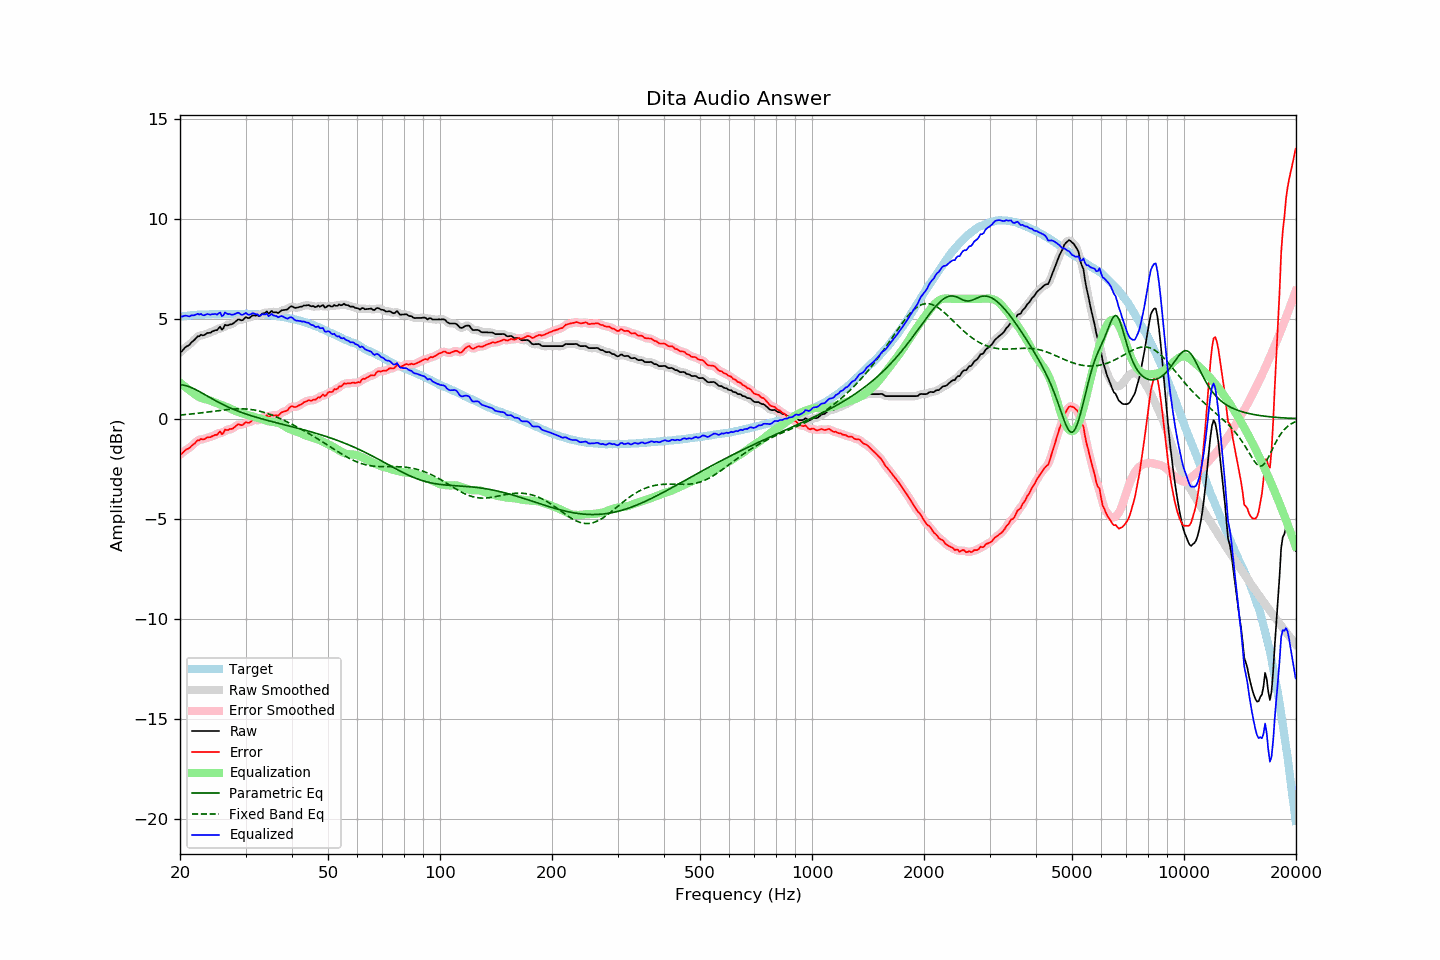 Dita Audio Answer
15
10
5
0
−5
−10
−15
−20
Amplitude (dBr)
Target
Raw Smoothed
Error Smoothed
Raw
Error
Equalization
Parametric Eq
Fixed Band Eq
Equalized
20 50 100 200 500 1000 2000 5000 10000 20000
Frequency (Hz)